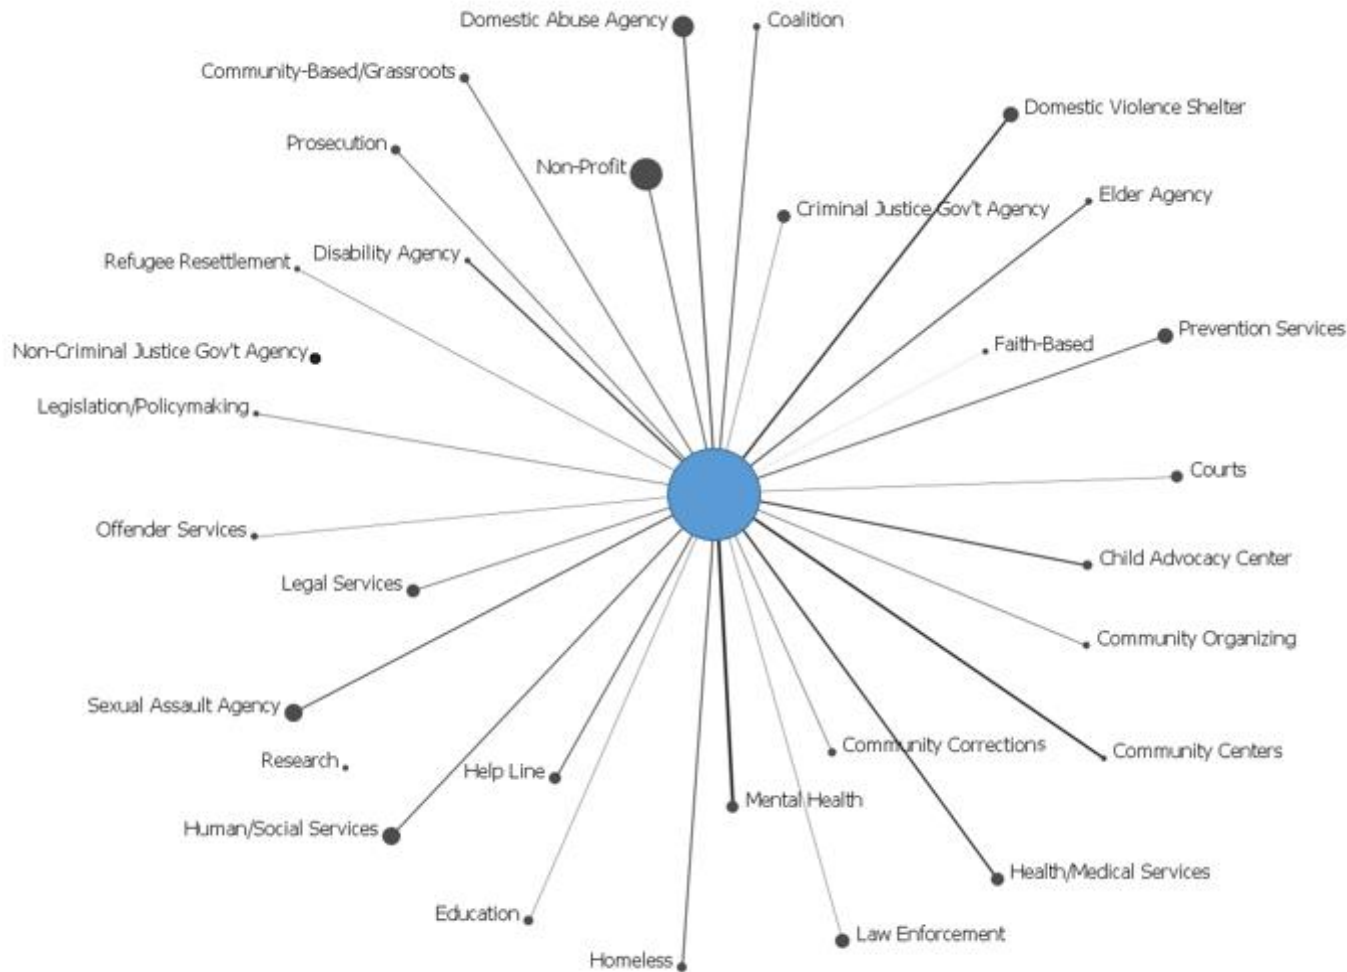 Domestic Abuse Agency
Coalition
Community-Based/Grassroots
Domestic Violence Shelter
Prosecution
Non-Profit
Elder Agency
Criminal Justice Gov't Agency
Disability Agency
Refugee Resettlement
Prevention Services
Faith-Based
Non-Criminal Justice Gov't Agency
Legislation/Policymaking
Courts
Offender Services
Child Advocacy Center
Legal Services
Community Organizing
Sexual Assault Agency
Community Corrections
Community Centers
Research
Help Line
Mental Health
Human/Social Services
Health/Medical Services
Education
Law Enforcement
Homeless